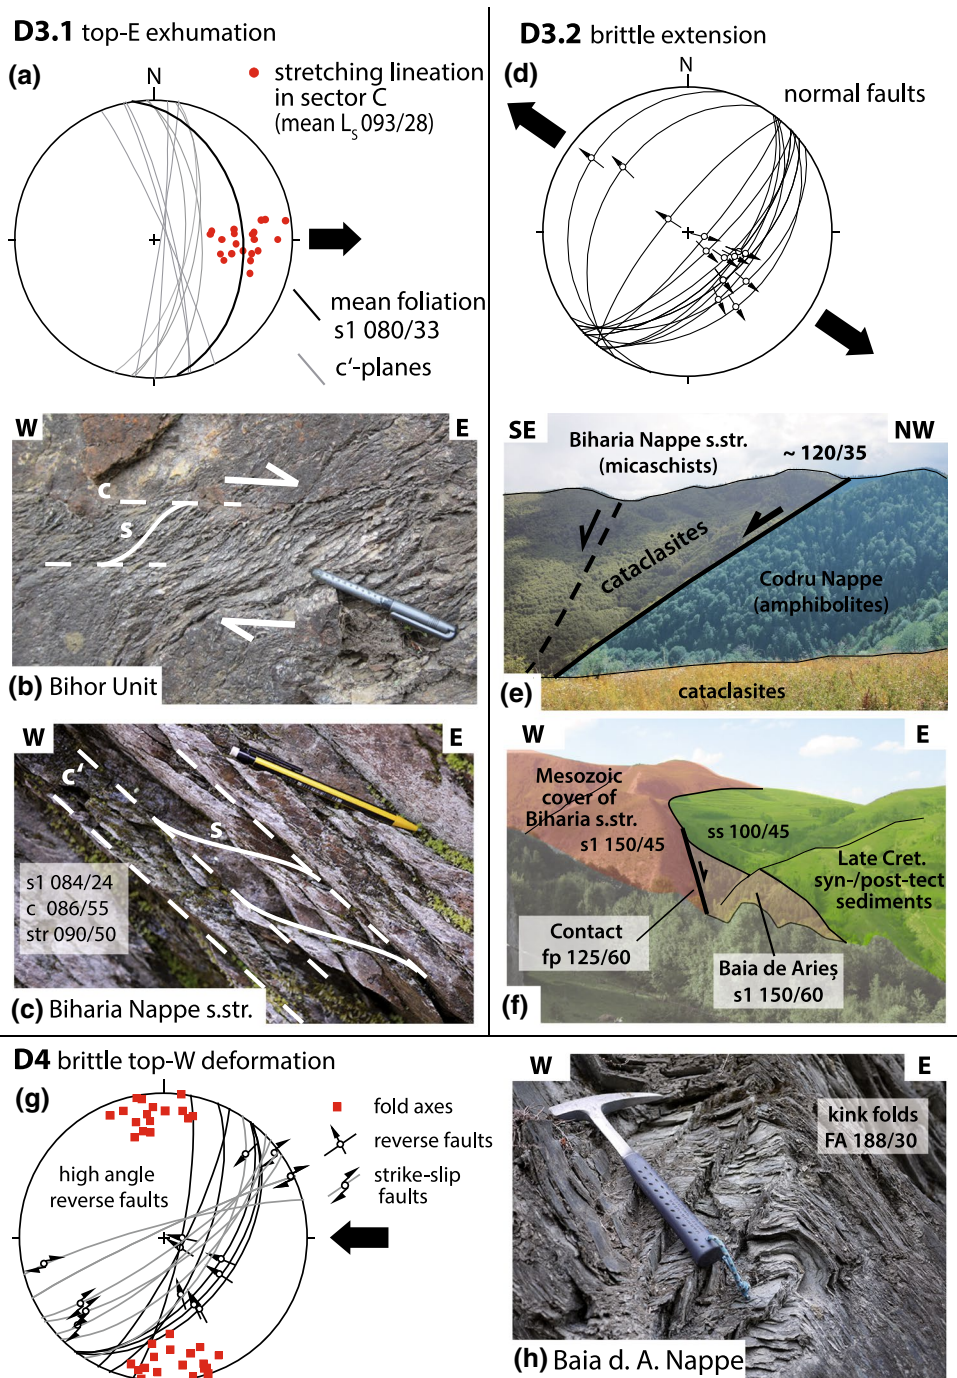 D3.1 top-E exhumation
(a)
N
stretching lineation
in sector C
(mean Ls 093/28)
mean foliation
s1 080/33
c'-planes
W
E
c
s
(b) Bihor Unit
W
E
c'
s
s1 084/24
c 086/55
str 090/50
(c) Biharia Nappe s.str.
D3.2 brittle extension
(d)
N
normal faults
SE
NW
Biharia Nappe s.str.
(micaschists)
~ 120/35
cataclasites
Codru Nappe
(amphibolites)
(e)
cataclasites
W
E
Mesozoic
cover of
Biharia s.str.
s1 150/45
ss 100/45
Late Cret.
syn-/post-tect
sediments
Contact
fp 125/60
Baia de Arieș
s1 150/60
(f)
D4 brittle top-W deformation
(g)
fold axes
reverse faults
strike-slip
faults
high angle
reverse faults
W
E
kink folds
FA 188/30
(h) Baia d. A. Nappe